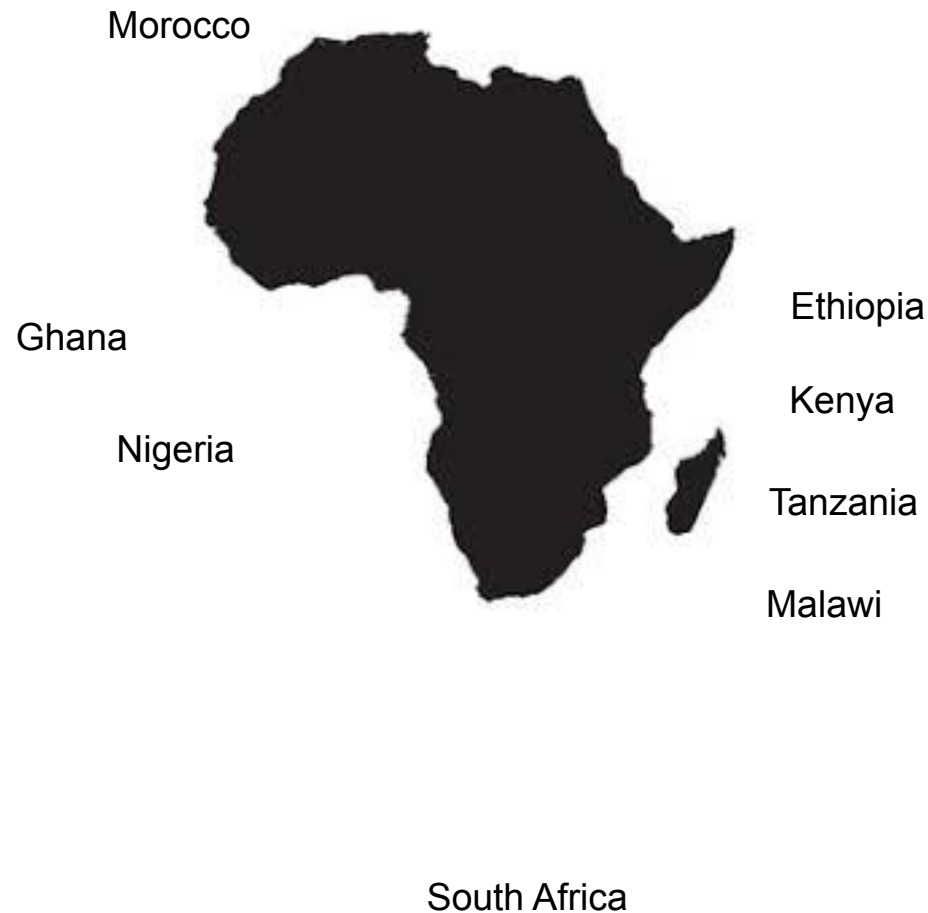 Morocco
Ethiopia
Ghana
Kenya
Nigeria
Tanzania
Malawi
South Africa